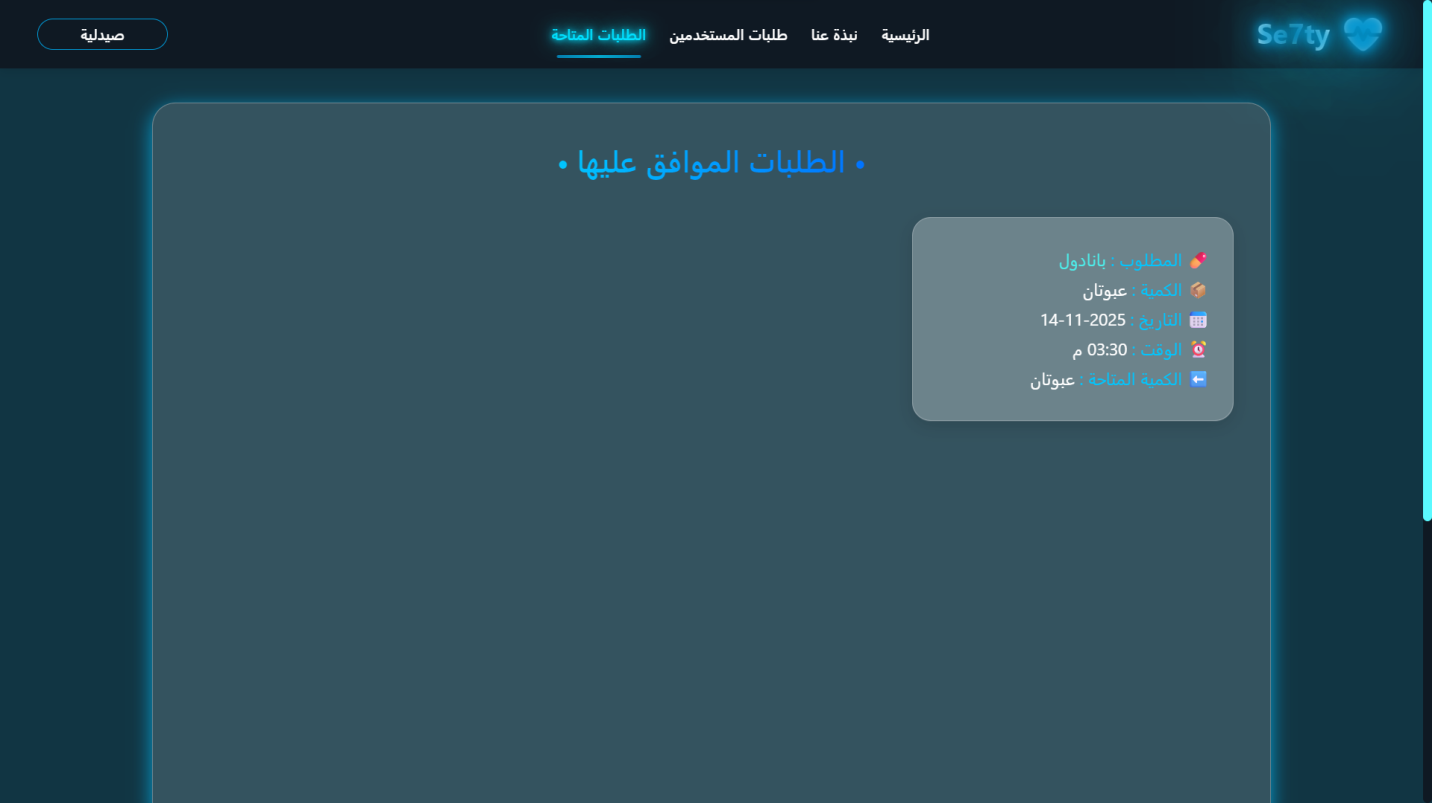 Se7ty
الرئيسية
نبذة عنا
طلبات المستخدمين
الطلبات المتاحة
صيدلية
• الطلبات الموافق عليها •
المطلوب : بانادول
الكمية : عبوتان
التاريخ : 2025-11-14
الوقت : 03:30 م
الكمية المتاحة : عبوتان